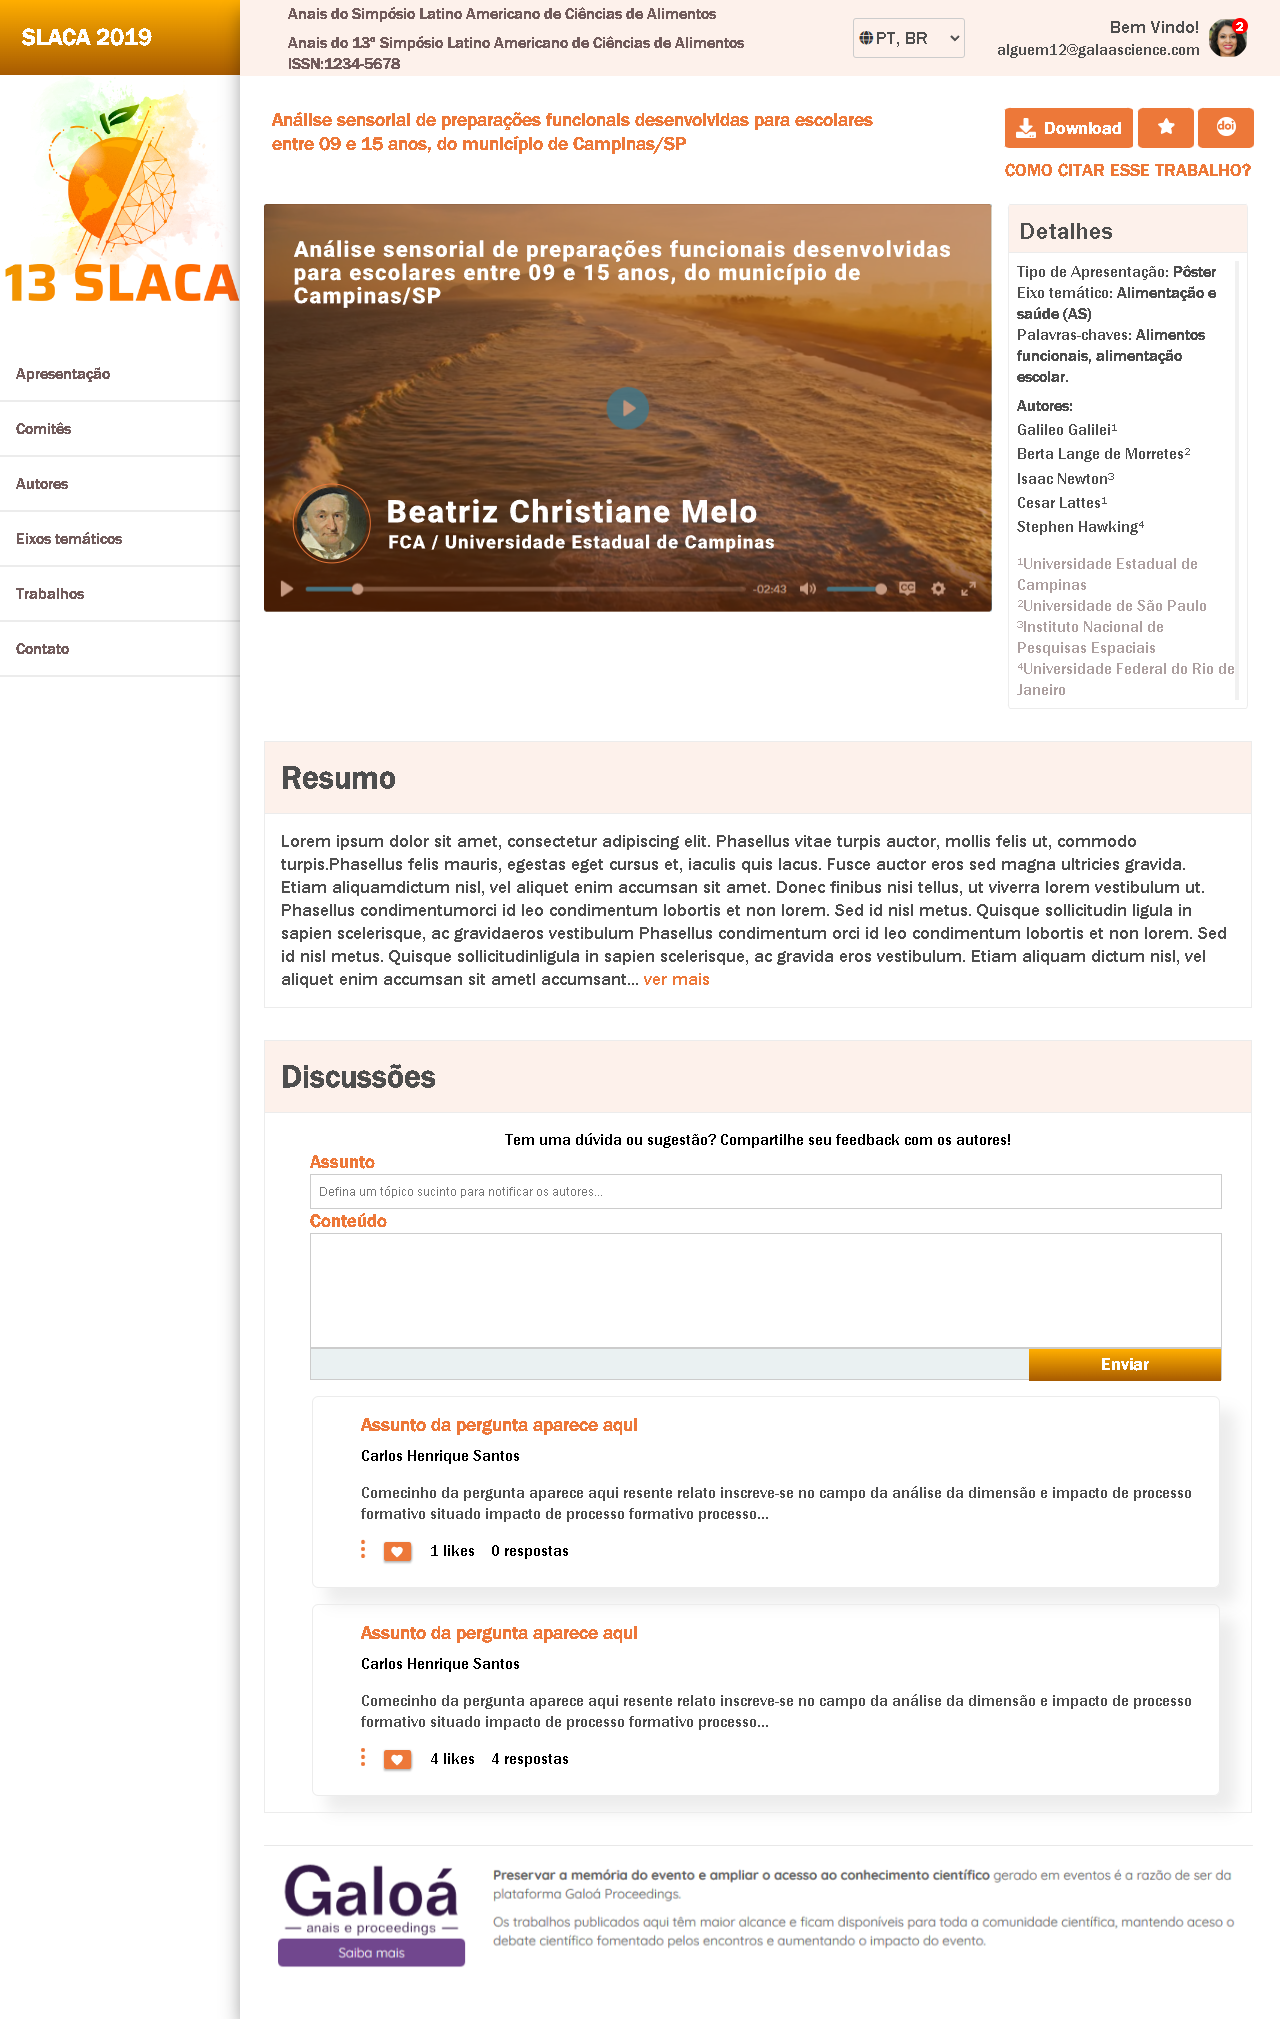 SLACA 2019
Anais do Simpósio Latino Americano de Ciências de Alimentos
Anais do 13º Simpósio Latino Americano de Ciências de Alimentos
ISSN:1234-5678
PT, BR
Bem Vindo!
alguem12@galaascience.com
2
13 SLACA
Apresentação
Comitês
Autores
Eixos temáticos
Trabalhos
Contato
Análise sensorial de preparações funcionais desenvolvidas para escolares
entre 09 e 15 anos, do município de Campinas/SP
Download
doi
COMO CITAR ESSE TRABALHO?
Análise sensorial de preparações funcionais desenvolvidas
para escolares entre 09 e 15 anos, do município de
Campinas/SP
Beatriz Christiane Melo
FCA / Universidade Estadual de Campinas
-02:43
CC
Detalhes
Tipo de Apresentação: Pôster
Eixo temático: Alimentação e
saúde (AS)
Palavras-chaves: Alimentos
funcionais, alimentação
escolar.
Autores:
Galileo Galilei¹
Berta Lange de Morretes²
Isaac Newton³
Cesar Lattes¹
Stephen Hawking⁴
¹Universidade Estadual de
Campinas
²Universidade de São Paulo
³Instituto Nacional de
Pesquisas Espaciais
⁴Universidade Federal do Rio de
Janeiro
Resumo
Lorem ipsum dolor sit amet, consectetur adipiscing elit. Phasellus vitae turpis auctor, mollis felis ut, commodo
turpis.Phasellus felis mauris, egestas eget cursus et, iaculis quis lacus. Fusce auctor eros sed magna ultricies gravida.
Etiam aliquamdictum nisl, vel aliquet enim accumsan sit amet. Donec finibus nisi tellus, ut viverra lorem vestibulum ut.
Phasellus condimentumorci id leo condimentum lobortis et non lorem. Sed id nisl metus. Quisque sollicitudin ligula in
sapien scelerisque, ac gravidaeros vestibulum Phasellus condimentum orci id leo condimentum lobortis et non lorem. Sed
id nisl metus. Quisque sollicitudinligula in sapien scelerisque, ac gravida eros vestibulum. Etiam aliquam dictum nisl, vel
aliquet enim accumsan sit ametl accumsant... ver mais
Discussões
Tem uma dúvida ou sugestão? Compartilhe seu feedback com os autores!
Assunto
Defina um tópico sucinto para notificar os autores...
Conteúdo
Enviar
Assunto da pergunta aparece aqui
Carlos Henrique Santos
Comecinho da pergunta aparece aqui resente relato inscreve-se no campo da análise da dimensão e impacto de processo
formativo situado impacto de processo formativo processo...
1 likes 0 respostas
Assunto da pergunta aparece aqui
Carlos Henrique Santos
Comecinho da pergunta aparece aqui resente relato inscreve-se no campo da análise da dimensão e impacto de processo
formativo situado impacto de processo formativo processo...
4 likes 4 respostas
Galoá
anais e proceedings
Saiba mais
Preservar a memória do evento e ampliar o acesso ao conhecimento científico gerado em eventos é a razão de ser da
plataforma Galoá Proceedings.
Os trabalhos publicados aqui têm maior alcance e ficam disponíveis para toda a comunidade científica, mantendo aceso o
debate científico fomentado pelos encontros e aumentando o impacto do evento.